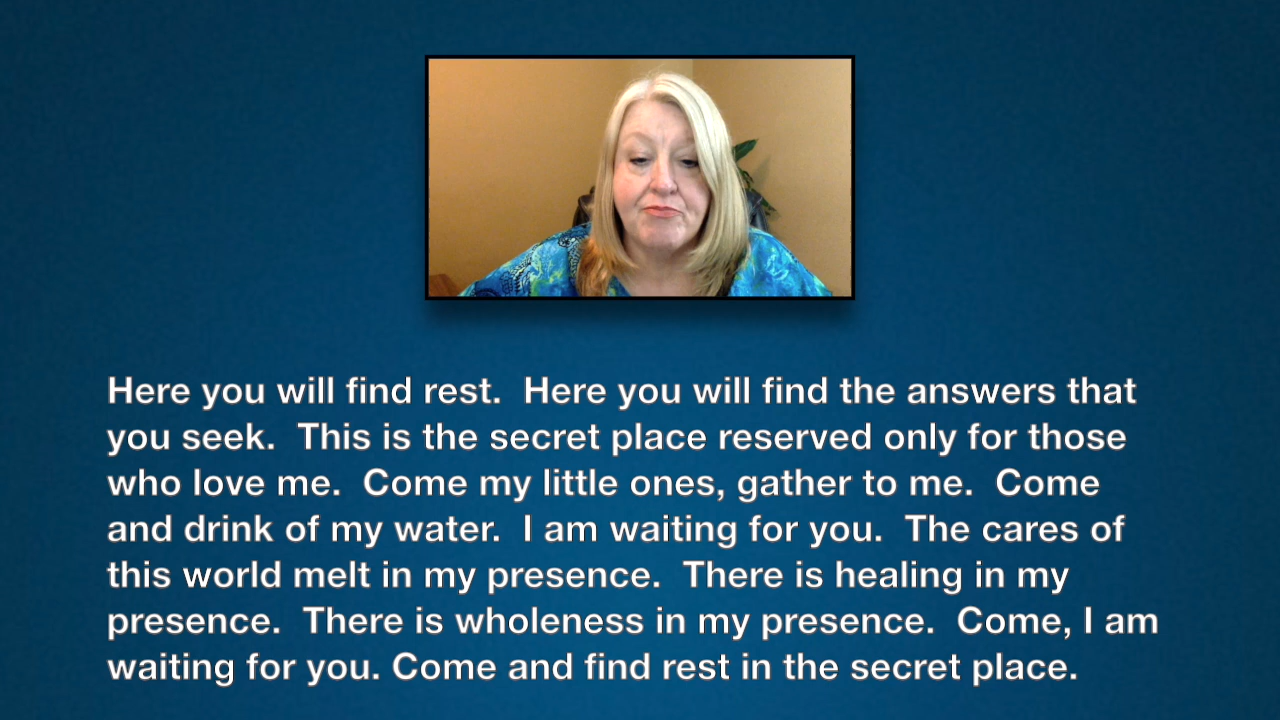 Here you will find rest.  Here you will find the answers that
you seek.  This is the secret place reserved only for those
who love me.  Come my little ones, gather to me.  Come
and drink of my water.  I am waiting for you.  The cares of
this world melt in my presence.  There is healing in my
presence.  There is wholeness in my presence.  Come, I am
waiting for you. Come and find rest in the secret place.